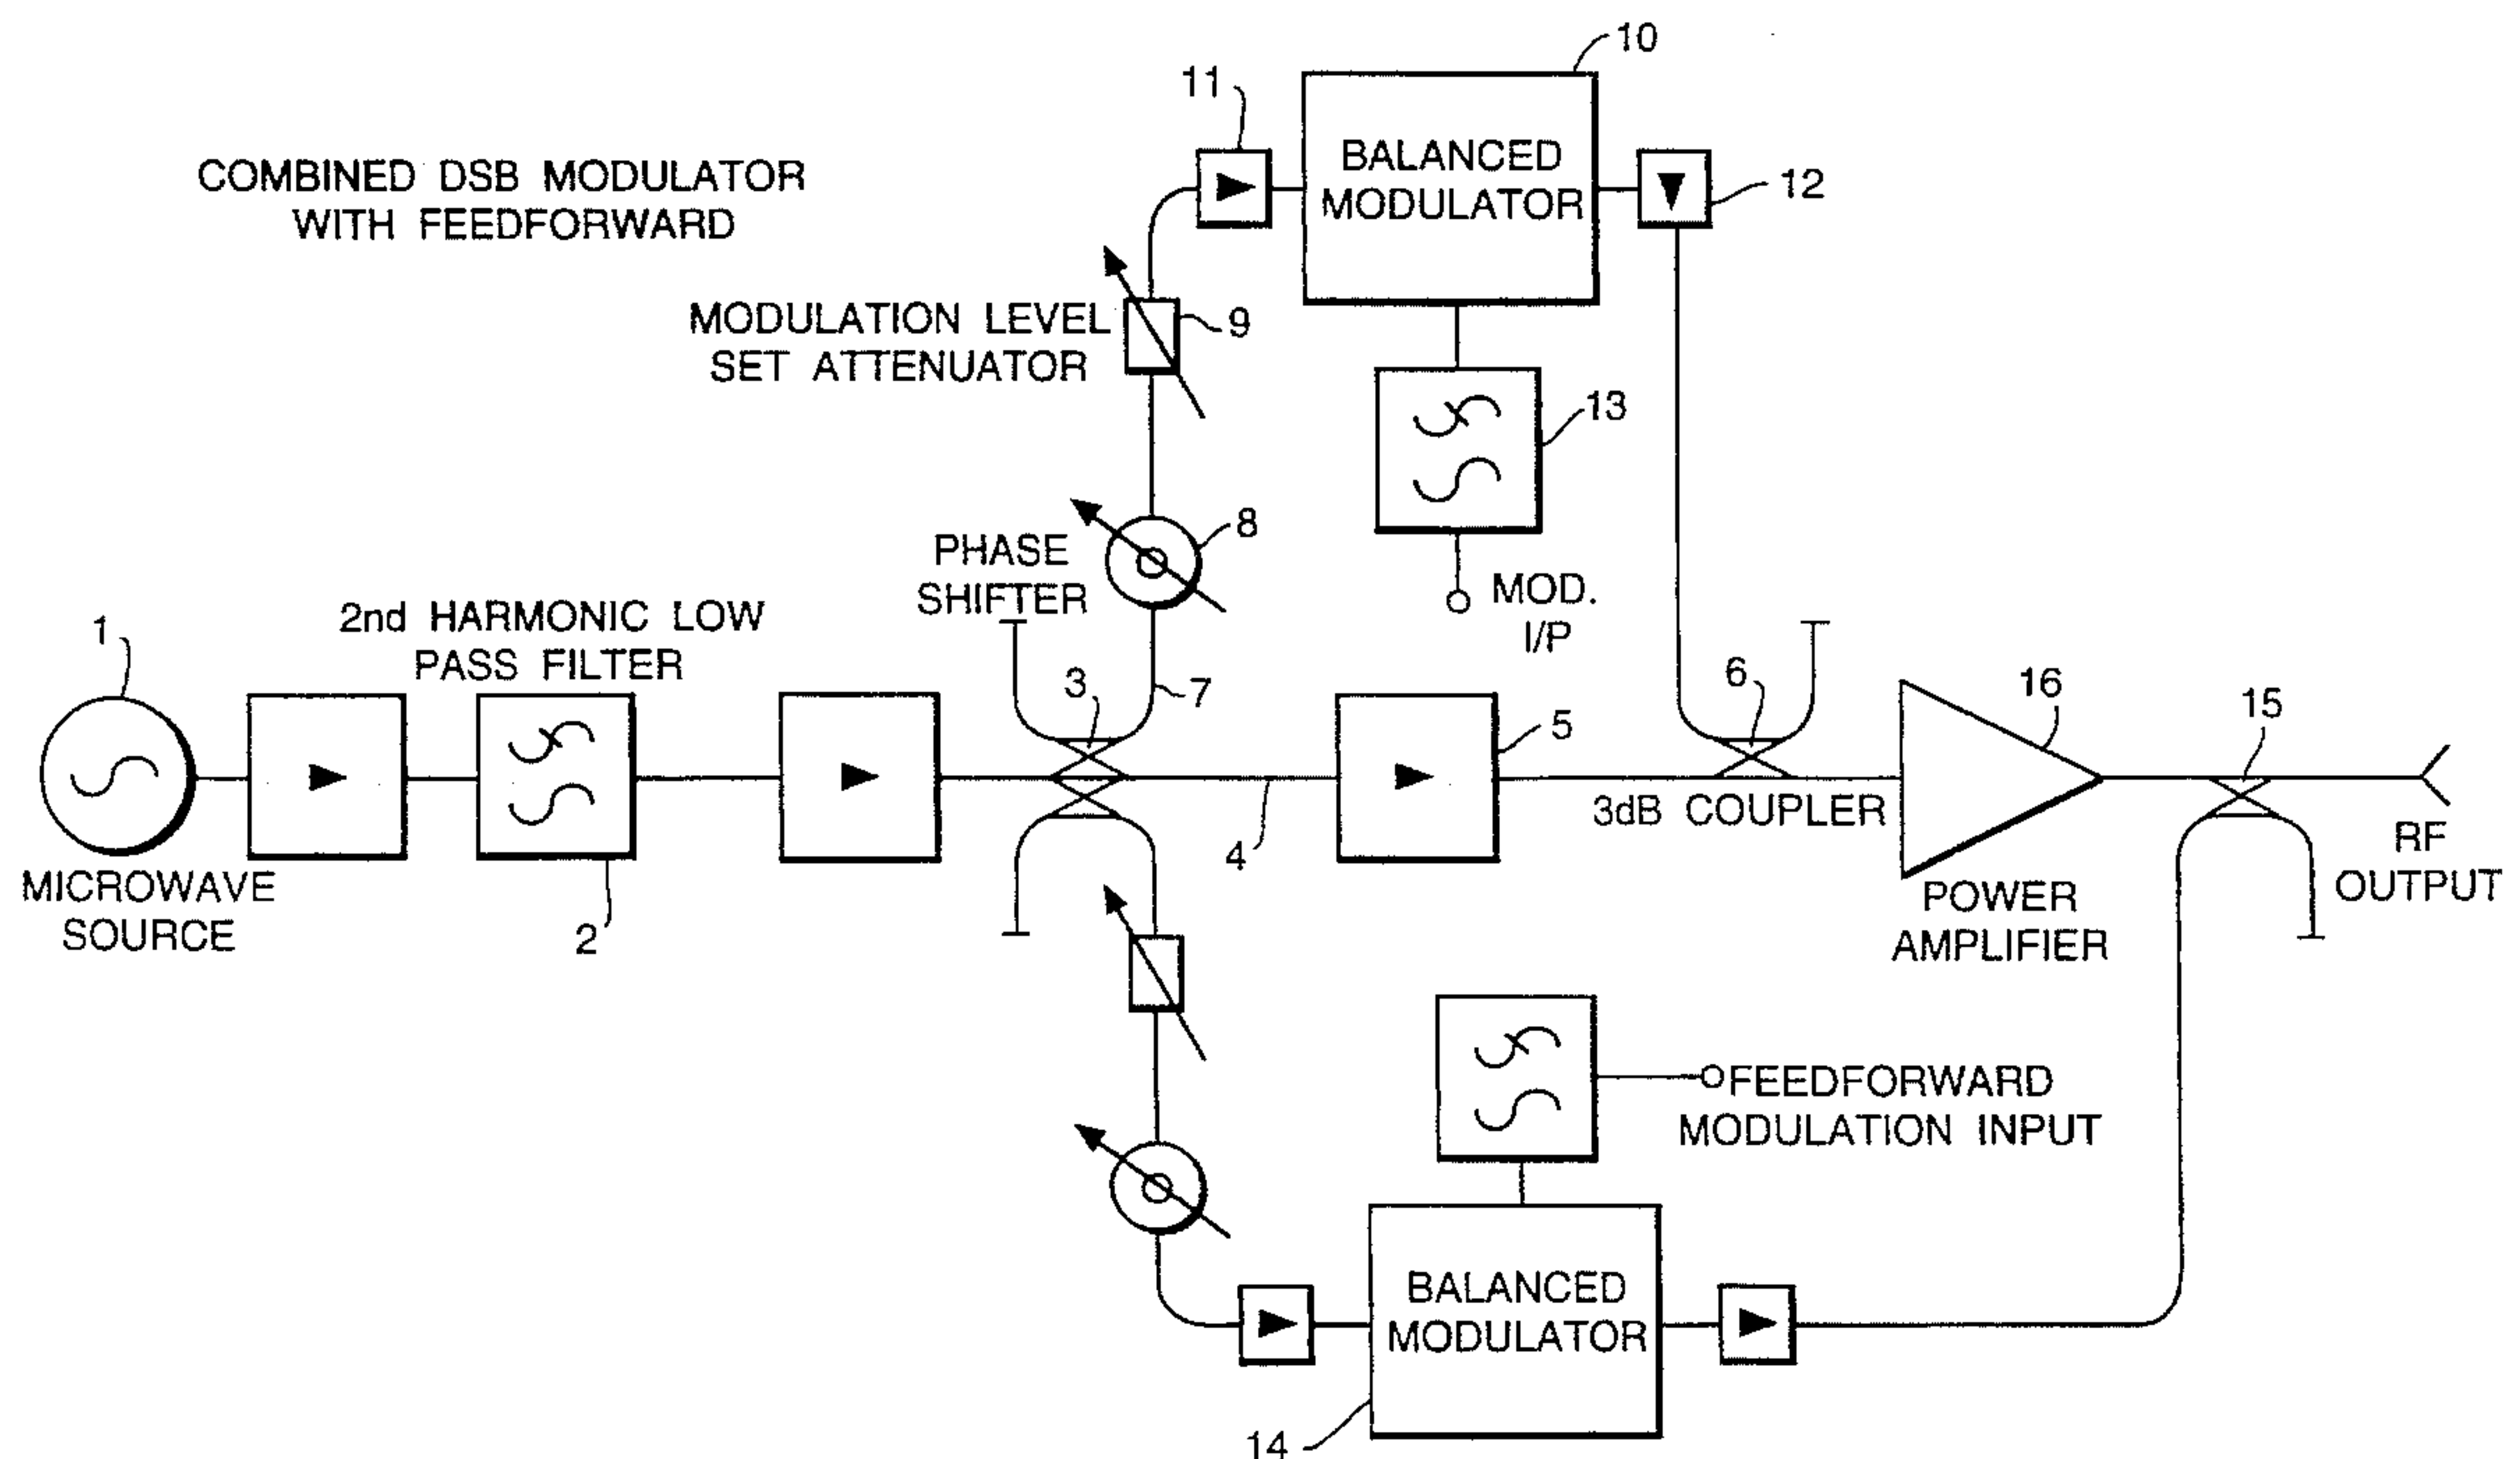 10
11
COMBINED DSB MODULATOR
WITH FEEDFORWARD
BALANCED
MODULATOR
12
MODULATION LEVEL
SET ATTENUATOR
9
13
PHASE
SHIFTER
8
MOD.
I/P
1
2nd HARMONIC LOW
PASS FILTER
3
7
5
6
16
15
3dB COUPLER
4
MICROWAVE
SOURCE
2
POWER
AMPLIFIER
RF
OUTPUT
FEEDFORWARD
MODULATION INPUT
BALANCED
MODULATOR
14